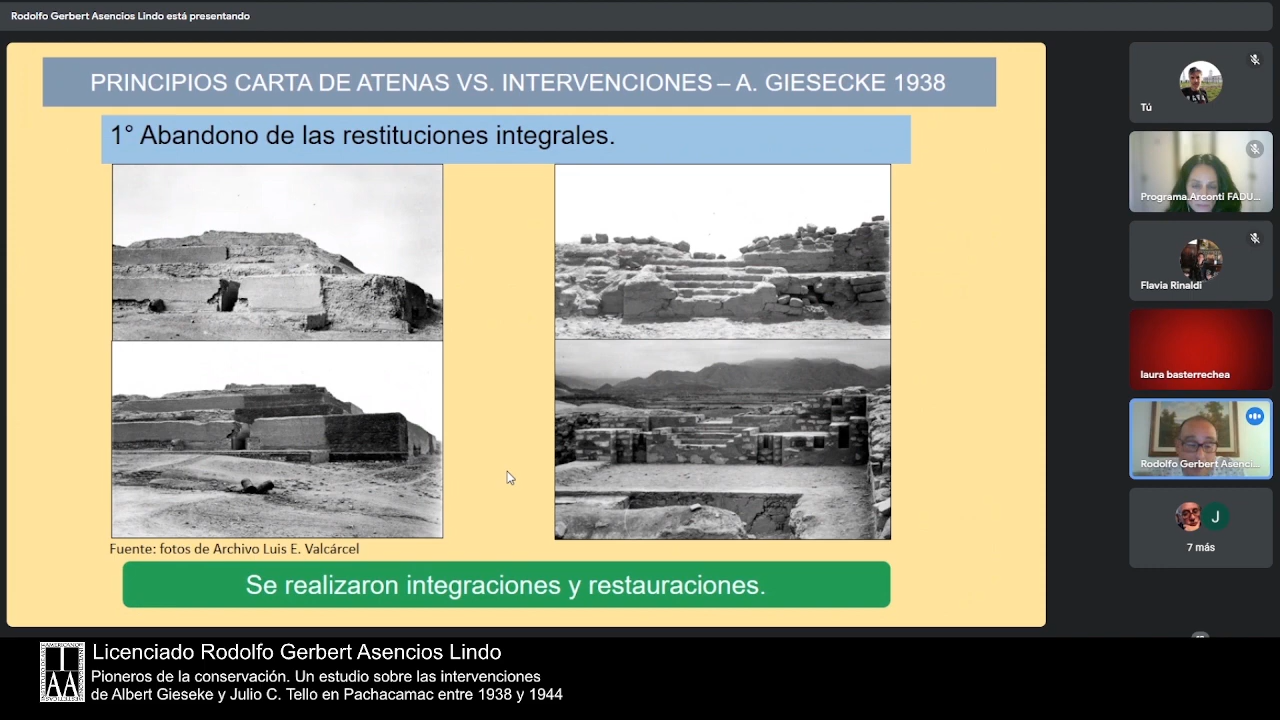 Rodolfo Gerbert Asencios Lindo está presentando
PRINCIPIOS CARTA DE ATENAS VS. INTERVENCIONES – A. GIESECKE 1938
1° Abandono de las restituciones integrales.
Fuente: fotos de Archivo Luis E. Valcárcel
Se realizaron integraciones y restauraciones.
Tú
Programa Arconti FADU...
Flavia Rinaldi
laura basterrechea
Rodolfo Gerbert Asenci...
J
7 más
IAA
Licenciado Rodolfo Gerbert Asencios Lindo
Pioneros de la conservación. Un estudio sobre las intervenciones
de Albert Gieseke y Julio C. Tello en Pachacamac entre 1938 y 1944